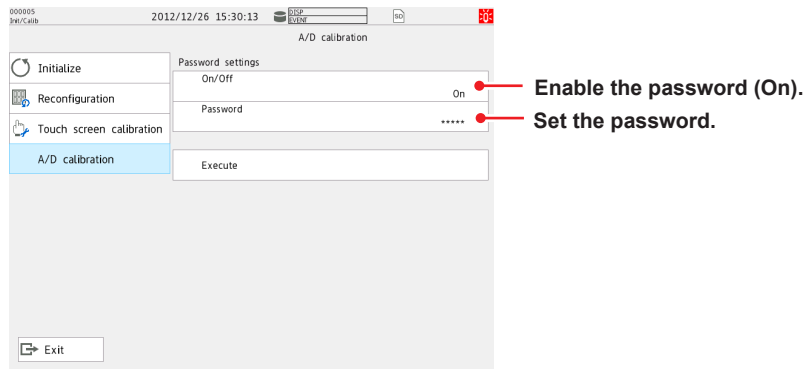 000005
Init/Calib
2012/12/26 15:30:13
DISP
EVENT
SD
A/D calibration
Initialize
Reconfiguration
Touch screen calibration
A/D calibration
Password settings
On/Off
On
Password
*****
Execute
Exit
Enable the password (On).
Set the password.